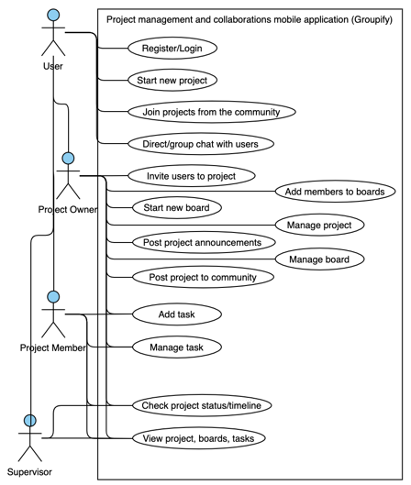 Project management and collaborations mobile application (Groupify)
User
Register/Login
Start new project
Join projects from the community
Direct/group chat with users
Project Owner
Invite users to project
Add members to boards
Start new board
Manage project
Post project announcements
Manage board
Post project to community
Project Member
Add task
Manage task
Check project status/timeline
View project, boards, tasks
Supervisor